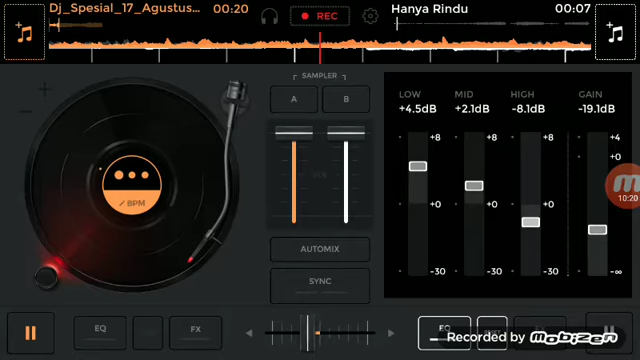 Dj_Spesial_17_Agustus... 00:20
REC
Hanya Rindu 00:07
SAMPLER
A B
VOL
AUTOMIX
SYNC
BPM
LOW MID HIGH GAIN
+4.5dB +2.1dB -8.1dB -19.1dB
+8 +8 +8 +4
+0
+0 +0 +0
-30 -30 -30 -∞
10:20
EQ FX
EQ
Recorded by mobizen